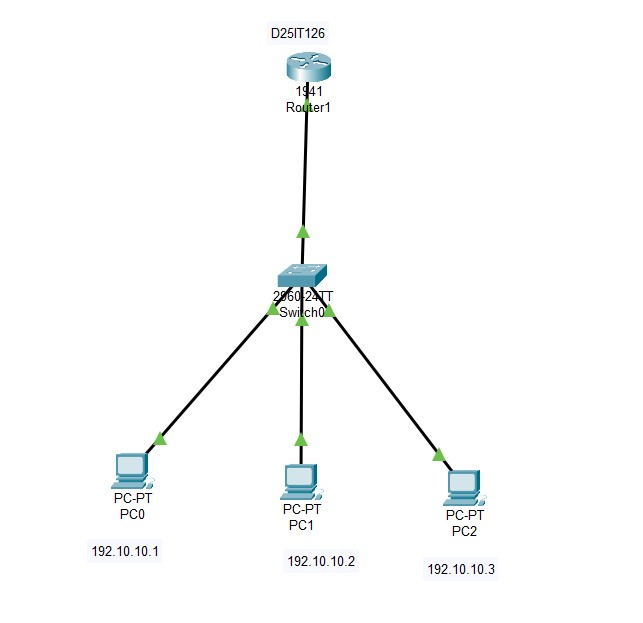 D25IT126
1941
Router1
2960-24TT
Switch0
PC-PT
PC0
PC-PT
PC1
PC-PT
PC2
192.10.10.1
192.10.10.2
192.10.10.3